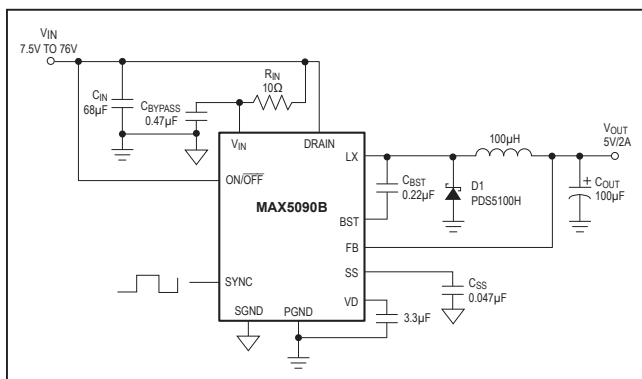 VIN
7.5V TO 76V
CIN
68µF
CBYPASS
0.47µF
RIN
10Ω
VIN
DRAIN
ON/OFF
MAX5090B
LX
BST
FB
SS
VD
SYNC
SGND
PGND
CBST
0.22µF
100µH
D1
PDS5100H
VOUT
5V/2A
+
COUT
100µF
CSS
0.047µF
3.3µF